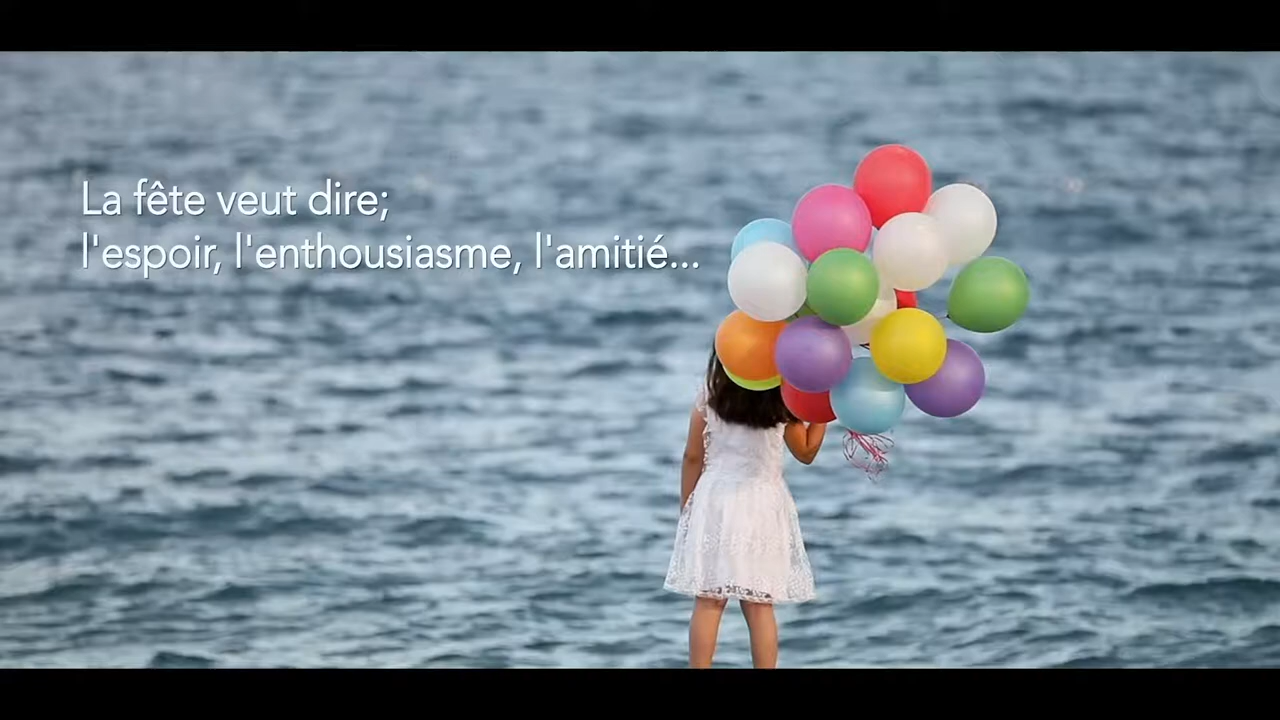 La fête veut dire;
l'espoir, l'enthousiasme, l'amitié...